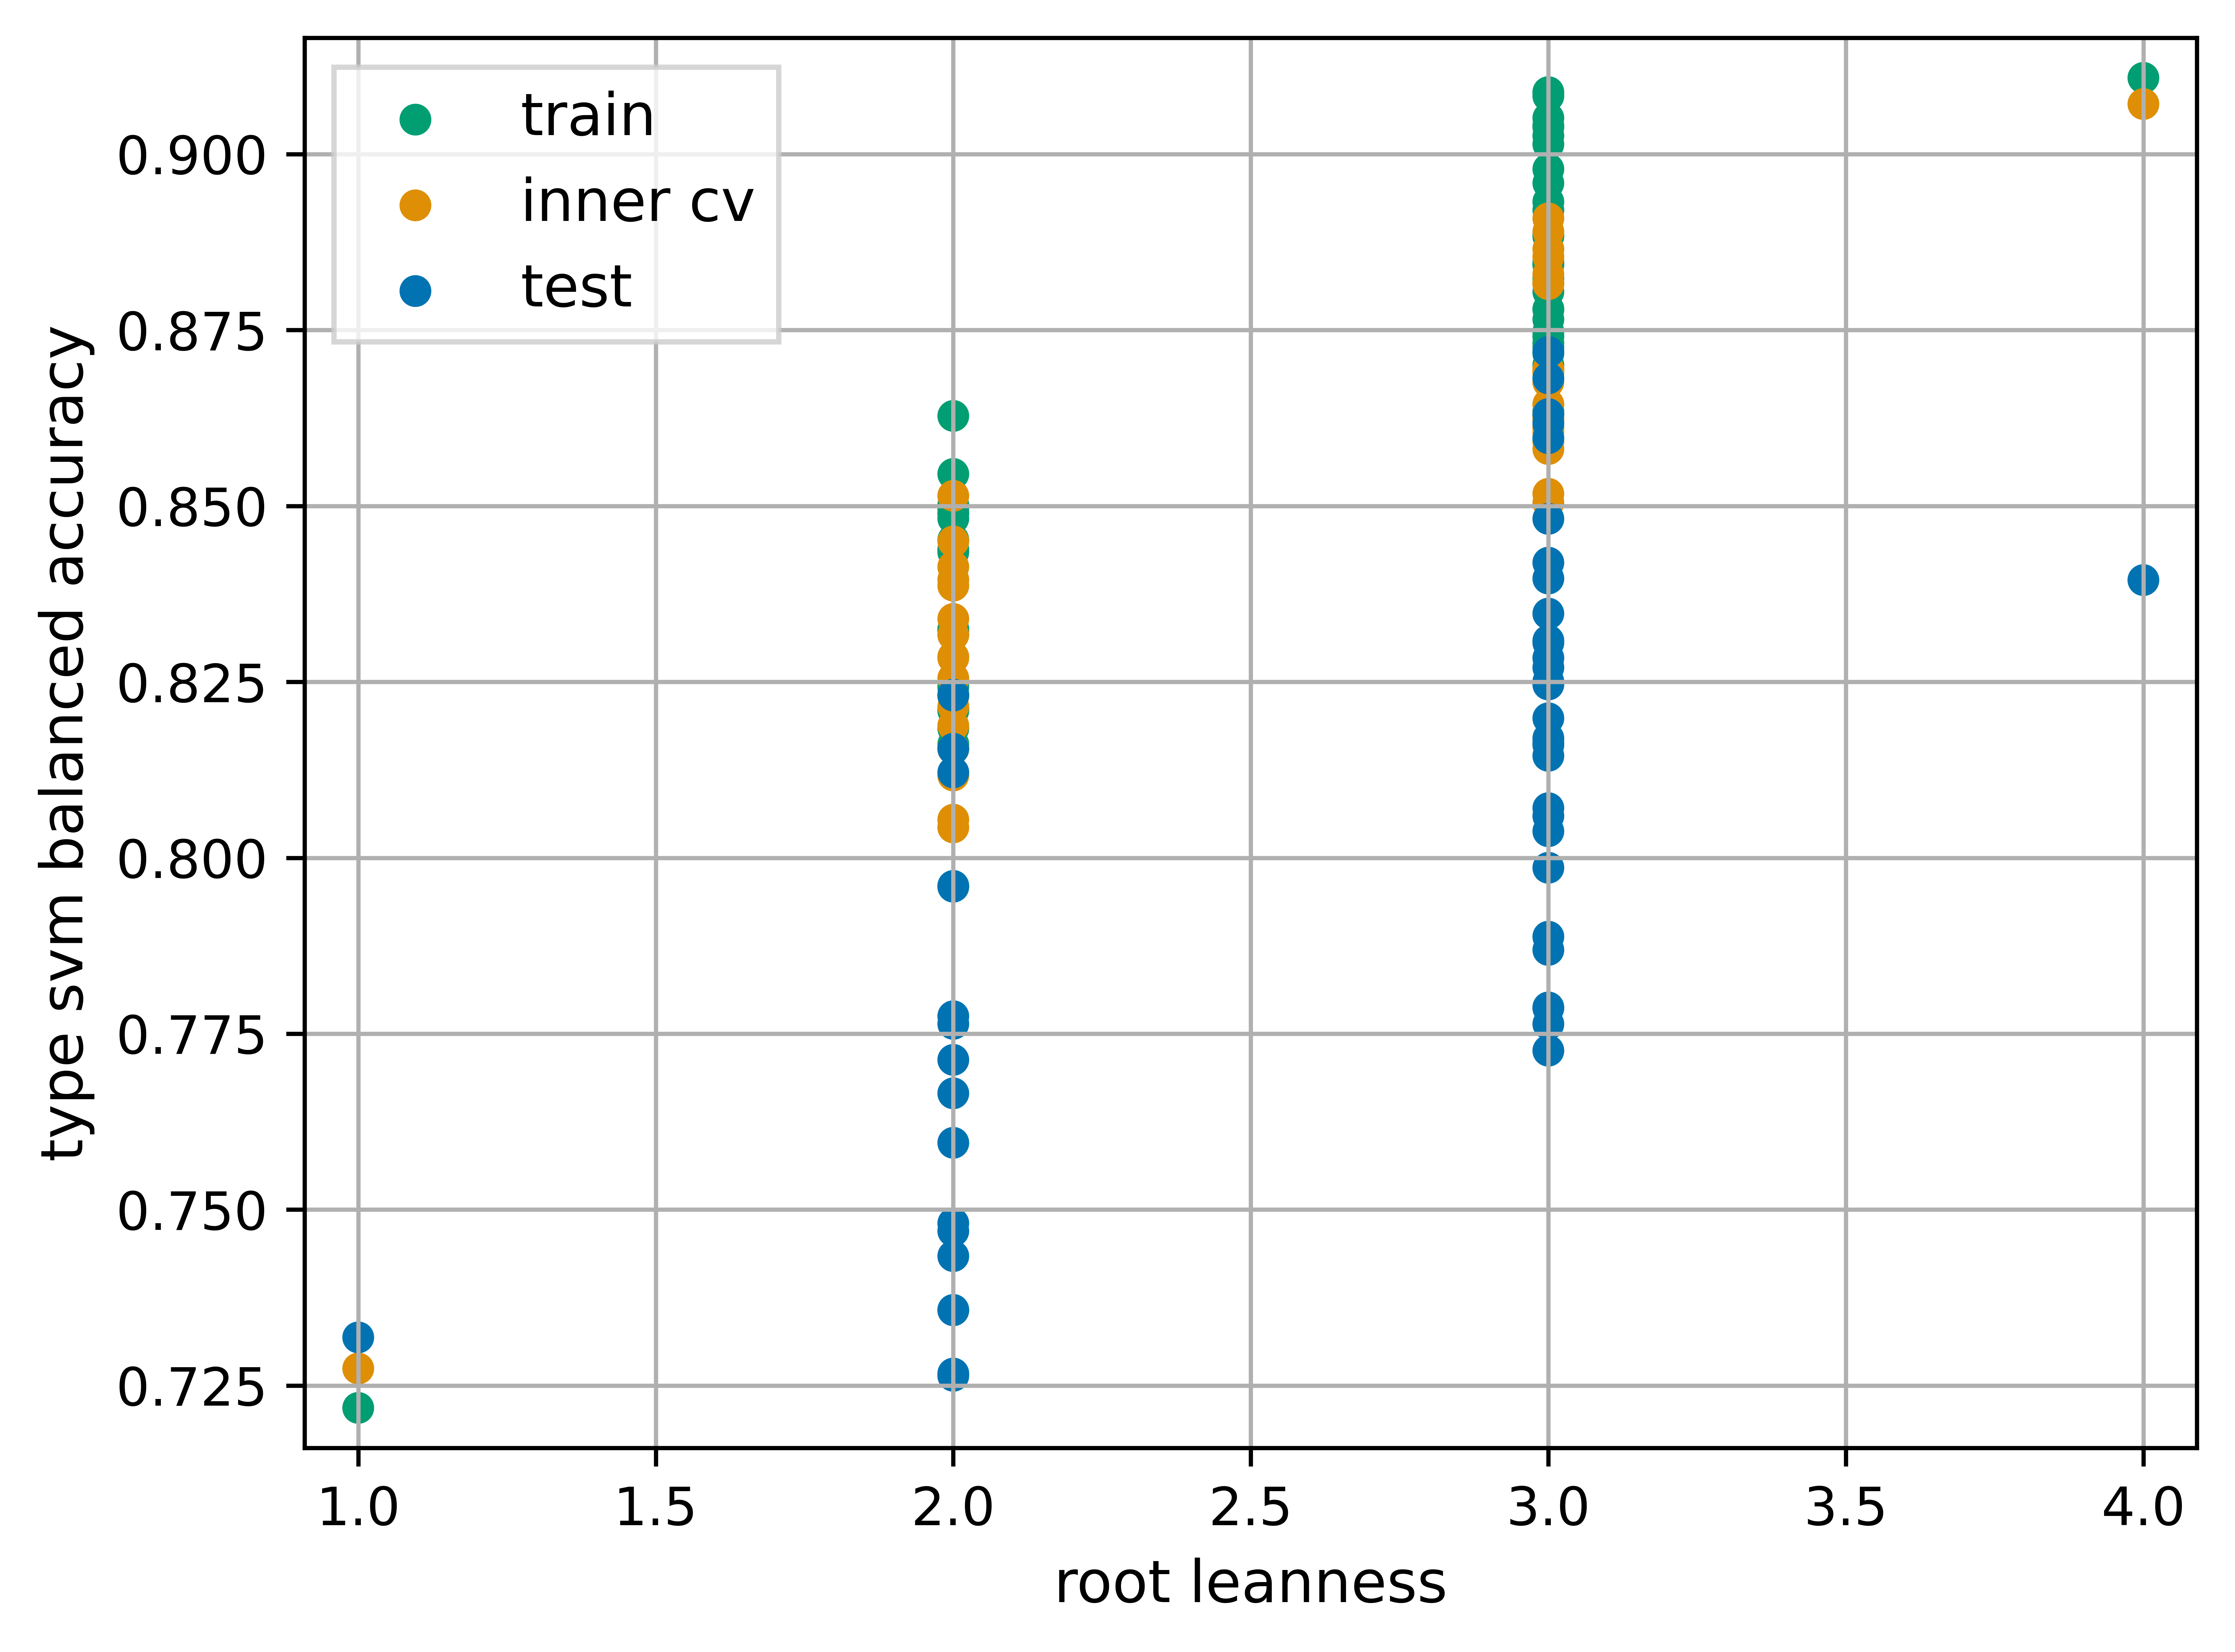 train
inner cv
test
type svm balanced accuracy
0.900
0.875
0.850
0.825
0.800
0.775
0.750
0.725
1.0 1.5 2.0 2.5 3.0 3.5 4.0
root leanness